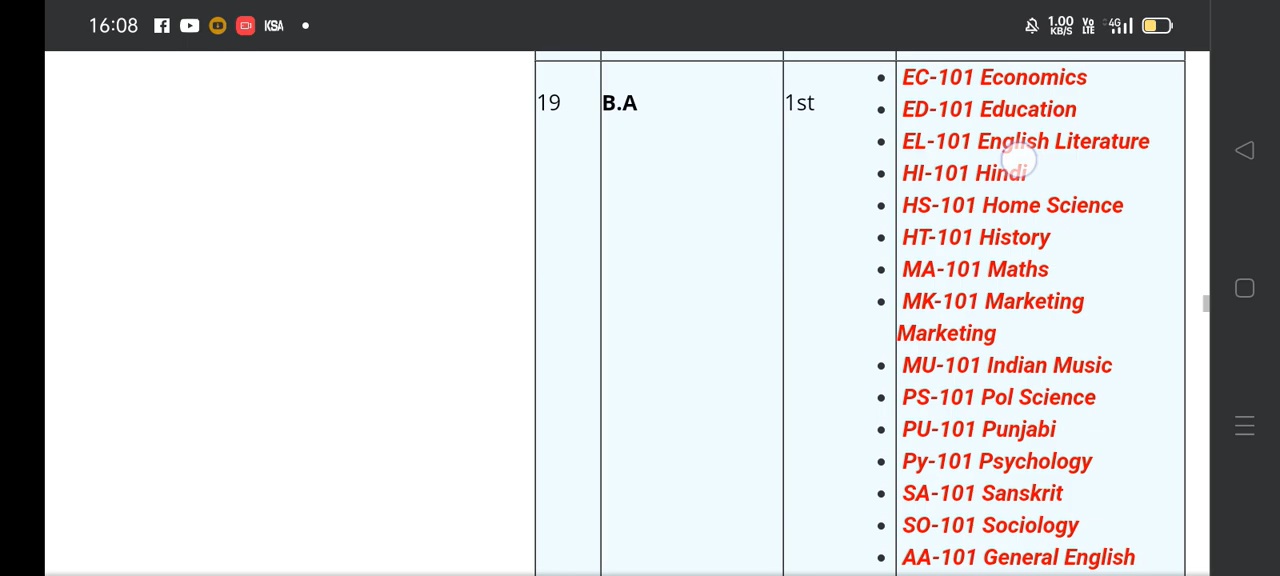 16:08
KSA
1.00
KB/S
Vo
LTE
4G
19 B.A 1st
EC-101 Economics
ED-101 Education
EL-101 English Literature
HI-101 Hindi
HS-101 Home Science
HT-101 History
MA-101 Maths
MK-101 Marketing
Marketing
MU-101 Indian Music
PS-101 Pol Science
PU-101 Punjabi
Py-101 Psychology
SA-101 Sanskrit
SO-101 Sociology
AA-101 General English